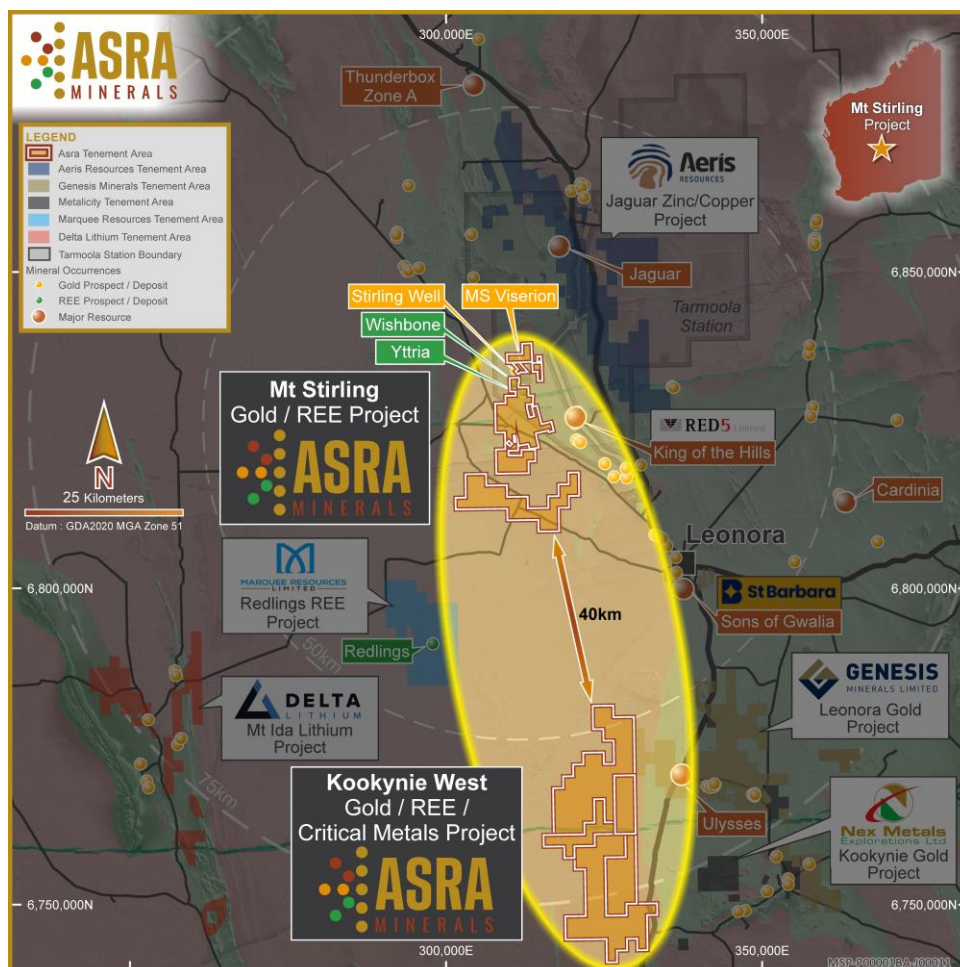 300,000E
350,000E
ASRA
MINERALS
Thunderbox
Zone A
Mt Stirling
Project
LEGEND
Asra Tenement Area
Aeris Resources Tenement Area
Genesis Minerals Tenement Area
Metalicity Tenement Area
Marquee Resources Tenement Area
Delta Lithium Tenement Area
Tarmoola Station Boundary
Mineral Occurrences
Gold Prospect / Deposit
REE Prospect / Deposit
Major Resource
Aeris
RESOURCES
Jaguar Zinc/Copper
Project
Jaguar
6,850,000N
Tarmoola
Station
Stirling Well
MS Viserion
Wishbone
Yttria
Mt Stirling
Gold / REE Project
ASRA
MINERALS
RED5 Limited
King of the Hills
N
25 Kilometers
Datum : GDA2020 MGA Zone 51
Cardinia
Leonora
MARQUEE RESOURCES
LIMITED
Redlings REE
Project
6,800,000N
6,800,000N
St Barbara
Sons of Gwalia
40km
Redlings
50km
GENESIS
MINERALS LIMITED
Leonora Gold
Project
DELTA
LITHIUM
Mt Ida Lithium
Project
75km
Kookynie West
Gold / REE /
Critical Metals Project
ASRA
MINERALS
Ulysses
Nex Metals
Explorations Ltd
Kookynie Gold
Project
6,750,000N
6,750,000N
300,000E
350,000E
MSP-P00001BAJ00011